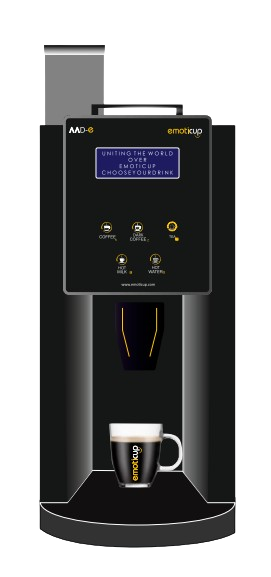 AAD-e
emoticup
UNITING THE WORLD
OVER
EMOTICUP
CHOOSEYOURDRINK
COFFEE
DARK
COFFEE
TEA
HOT
MILK
HOT
WATER
www.emoticup.com
emoticup